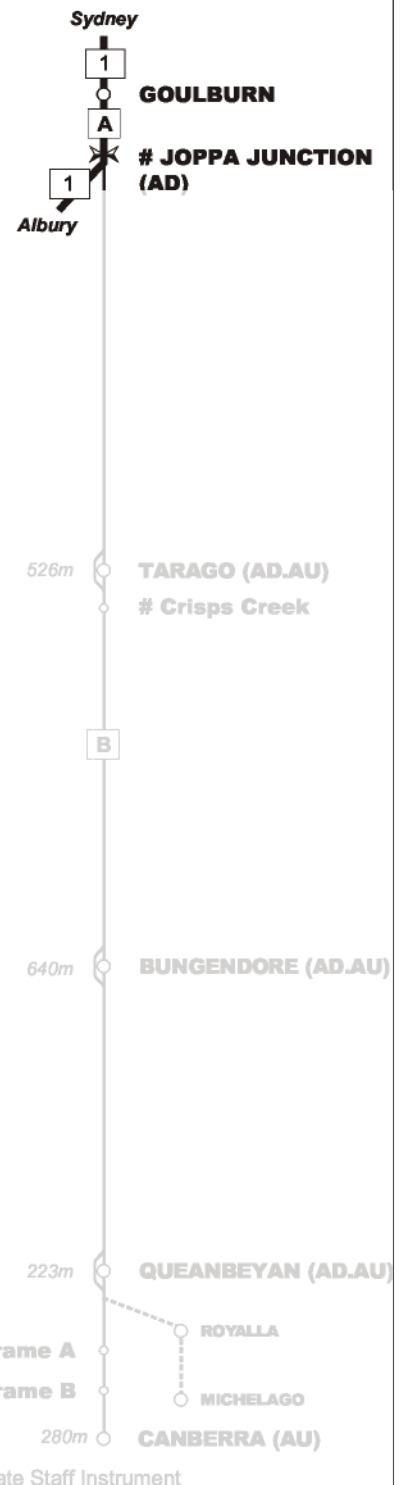 Sydney
1
GOULBURN
A
# JOPPA JUNCTION
(AD)
1
Albury
526m
TARAGO (AD.AU)
# Crisps Creek
B
640m
BUNGENDORE (AD.AU)
223m
QUEANBEYAN (AD.AU)
ROYALLA
rame A
rame B
MICHELAGO
280m
CANBERRA (AU)
ate Staff Instrument